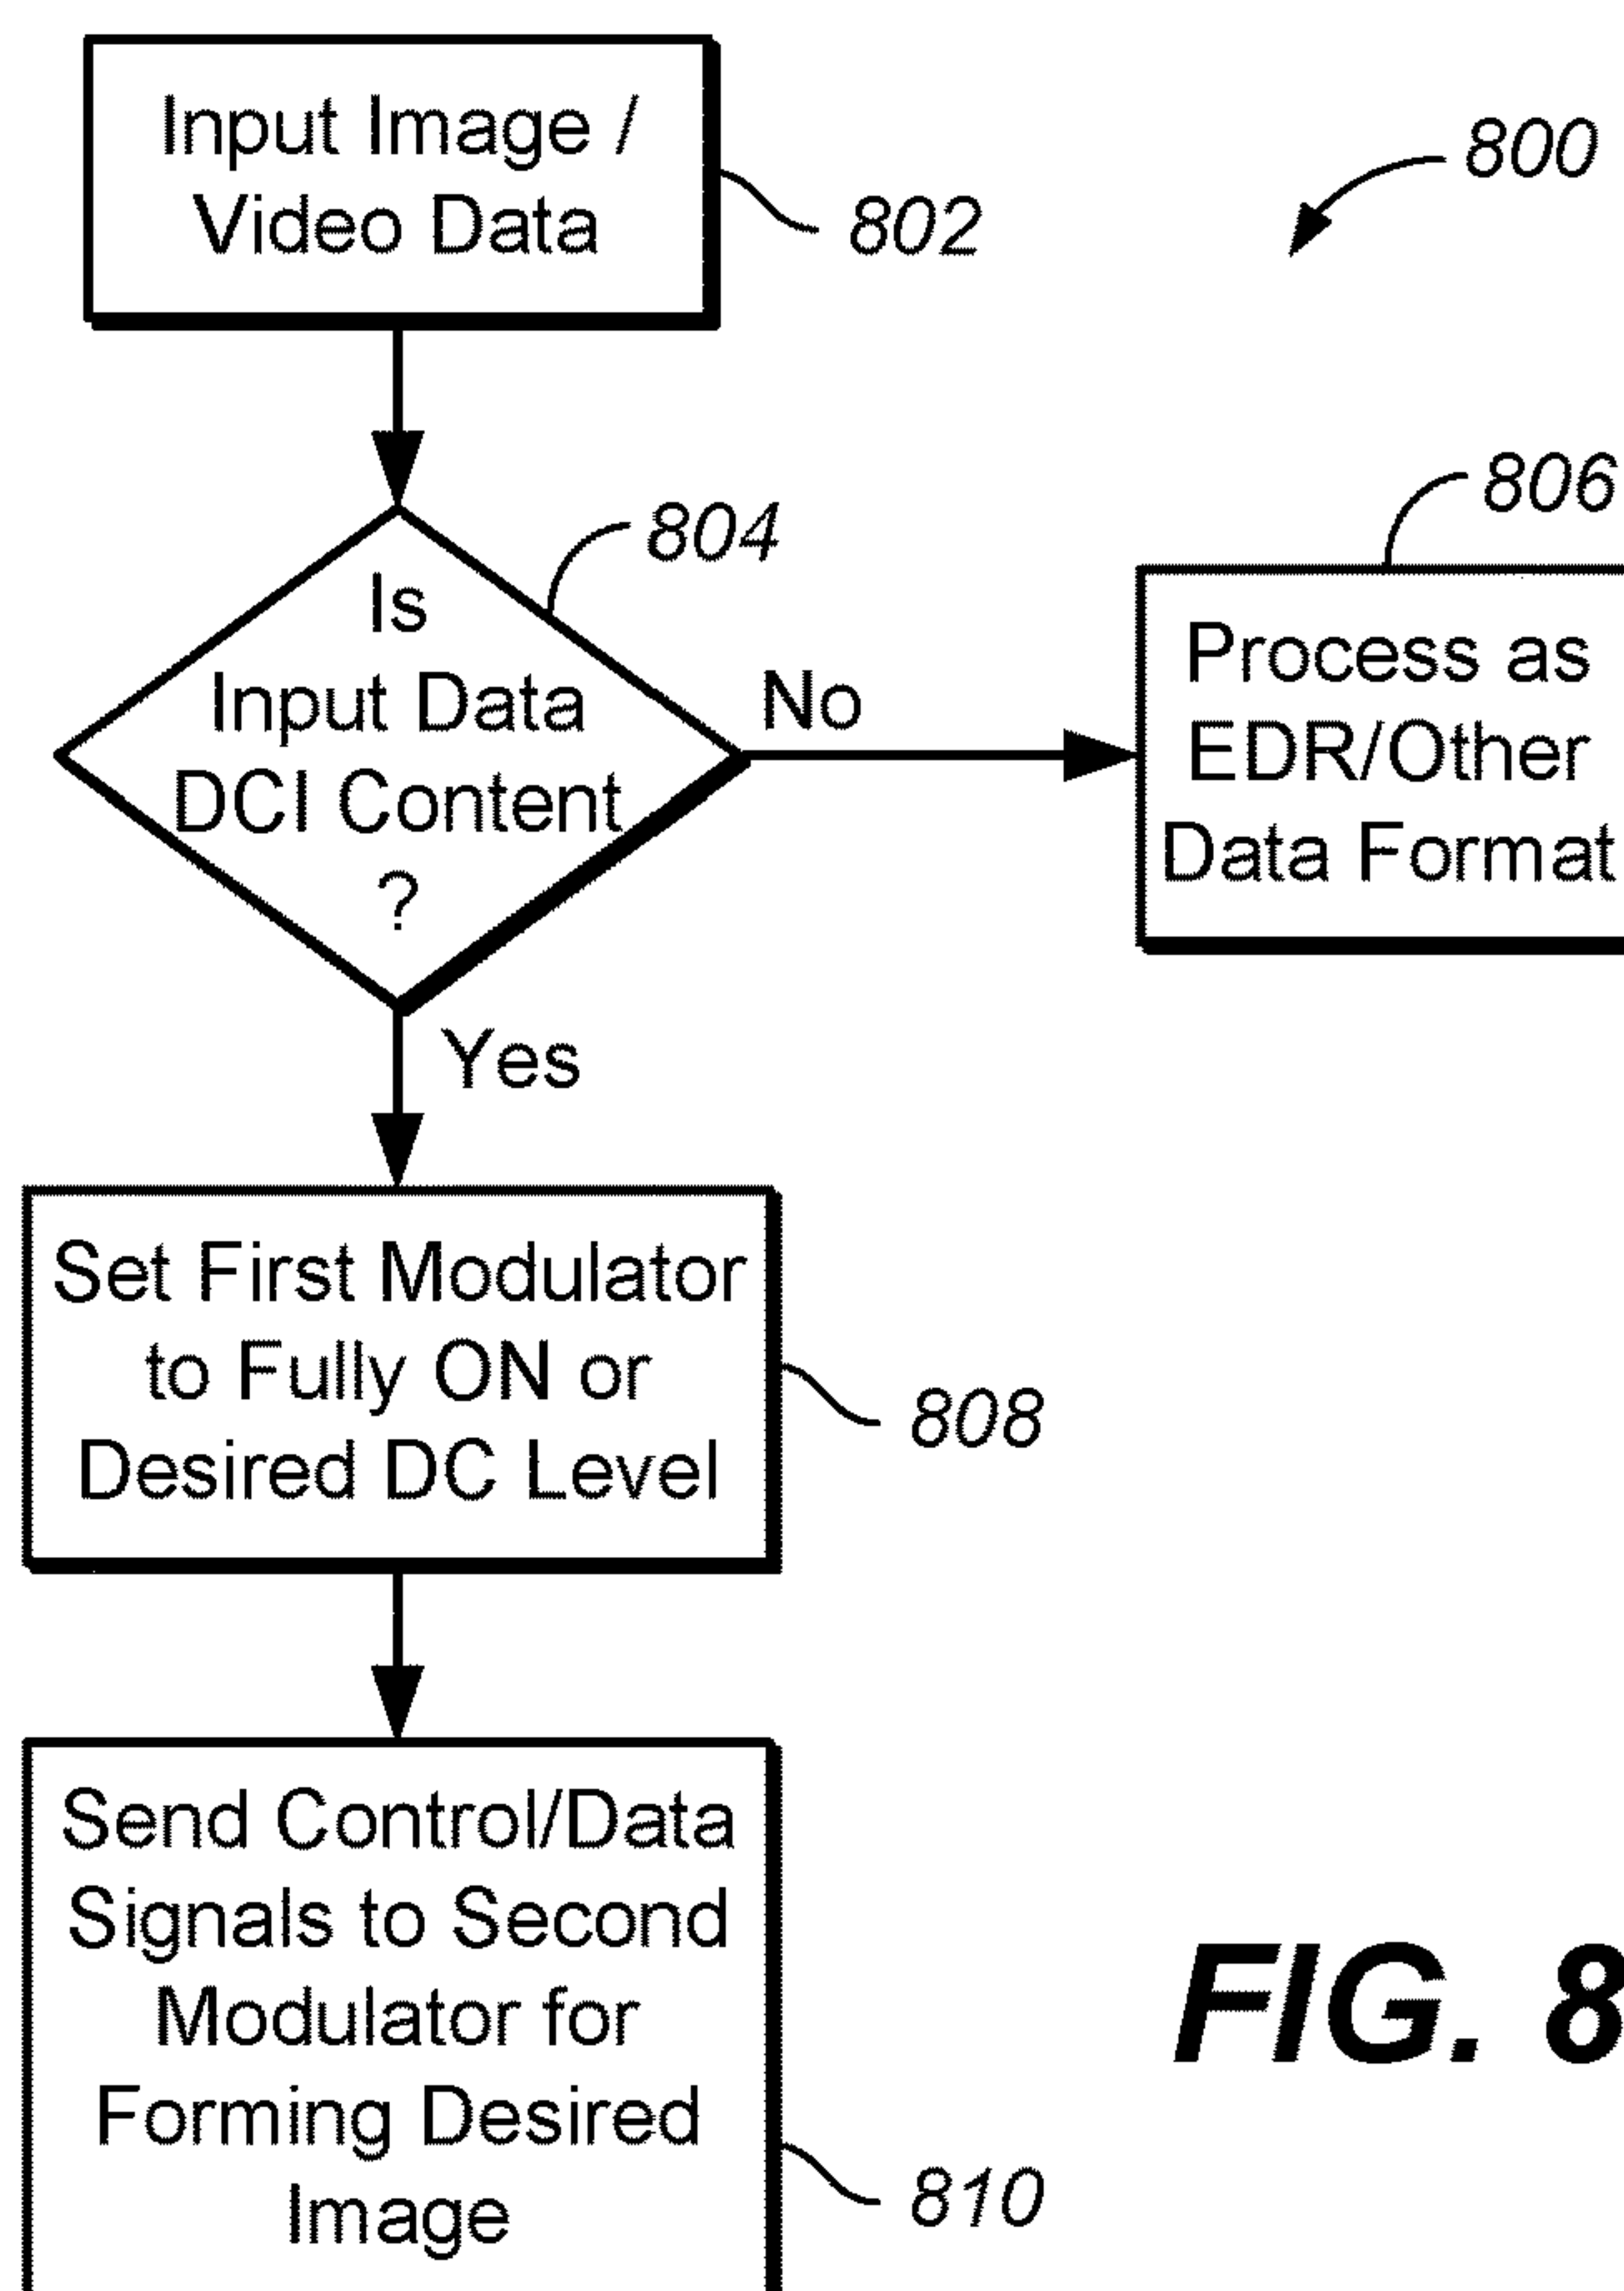 Input Image /
Video Data
802
800
804
Is
Input Data
DCI Content
?
No
806
Process as
EDR/Other
Data Format
Yes
Set First Modulator
to Fully ON or
Desired DC Level
808
Send Control/Data
Signals to Second
Modulator for
Forming Desired
Image
810
FIG. 8